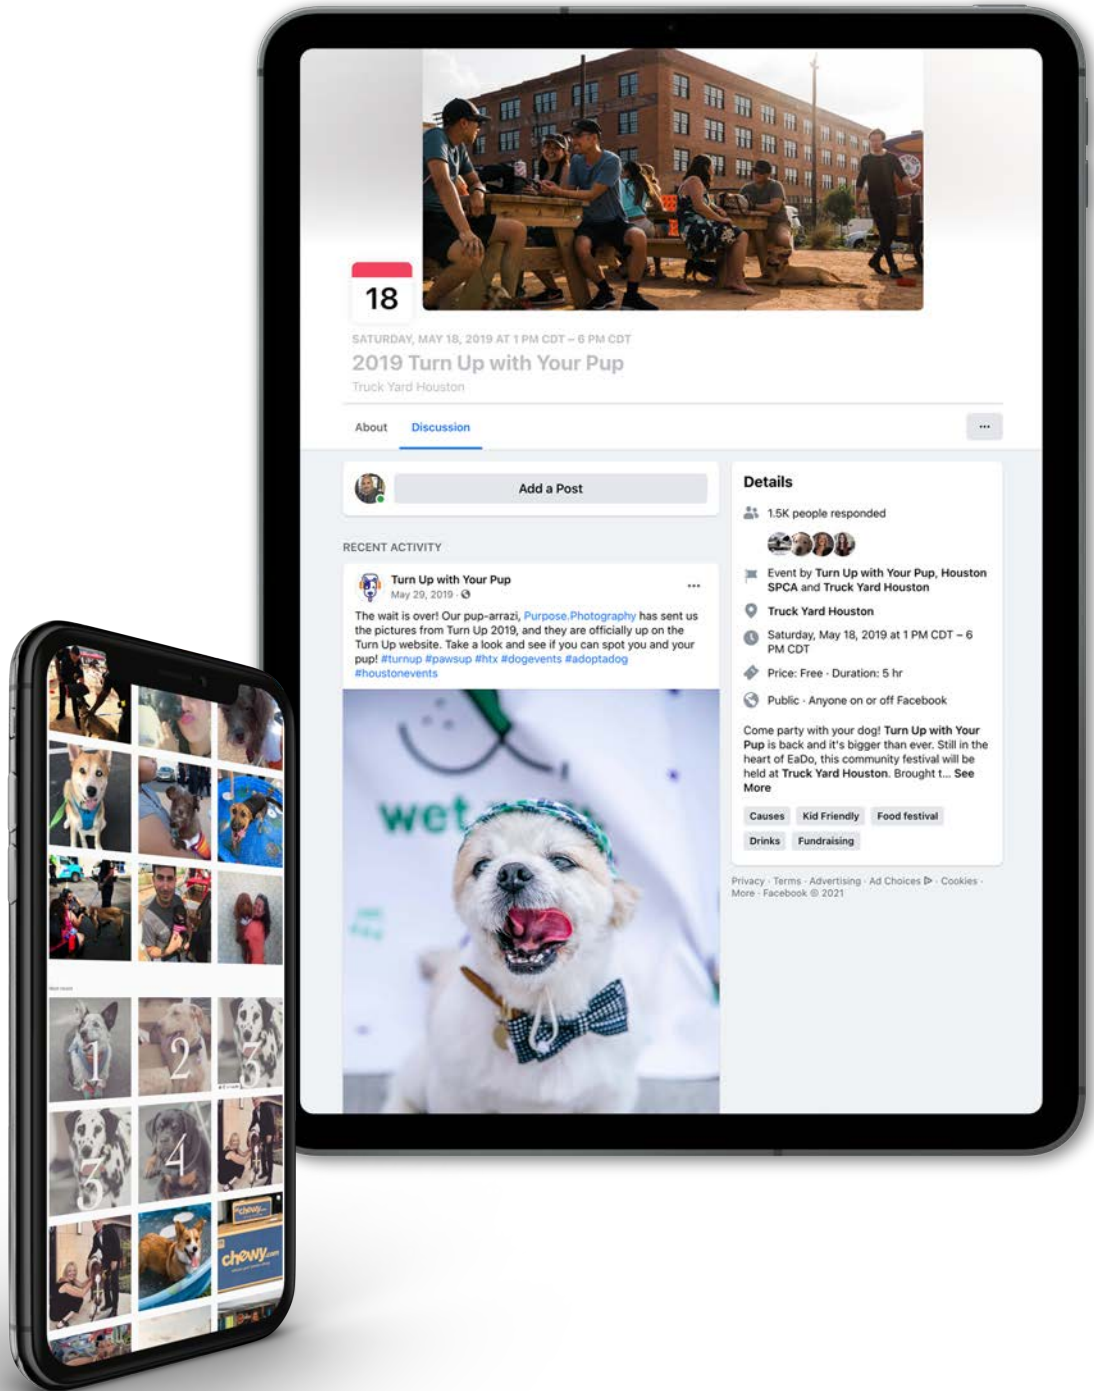 18
SATURDAY, MAY 18, 2019 AT 1 PM CDT – 6 PM CDT
2019 Turn Up with Your Pup
Truck Yard Houston
About
Discussion
...
Add a Post
RECENT ACTIVITY
Turn Up with Your Pup
...
May 29, 2019 ·
The wait is over! Our pup-arrazi, Purpose.Photography has sent us
the pictures from Turn Up 2019, and they are officially up on the
Turn Up website. Take a look and see if you can spot you and your
pup! #turnup #pawsup #htx #dogevents #adoptadog
#houstonevents
wet
Details
1.5K people responded
Event by Turn Up with Your Pup, Houston
SPCA and Truck Yard Houston
Truck Yard Houston
Saturday, May 18, 2019 at 1 PM CDT – 6
PM CDT
Price: Free · Duration: 5 hr
Public · Anyone on or off Facebook
Come party with your dog! Turn Up with Your
Pup is back and it's bigger than ever. Still in the
heart of EaDo, this community festival will be
held at Truck Yard Houston. Brought t... See
More
Causes
Kid Friendly
Food festival
Drinks
Fundraising
Privacy · Terms · Advertising · Ad Choices · Cookies ·
More · Facebook © 2021
1
2
3
3
4
chewy
chewy.com